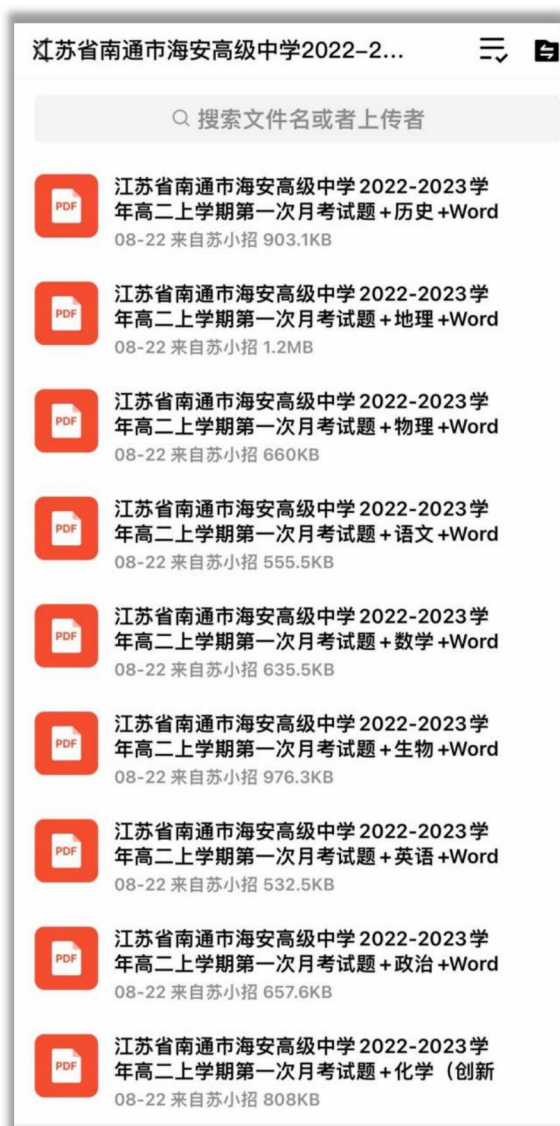 江苏省南通市海安高级中学2022-2...
搜索文件名或者上传者
江苏省南通市海安高级中学2022-2023学
PDF
年高二上学期第一次月考试题+历史+Word
08-22 来自苏小招 903.1KB
江苏省南通市海安高级中学2022-2023学
PDF
年高二上学期第一次月考试题+地理+Word
08-22 来自苏小招 1.2MB
江苏省南通市海安高级中学2022-2023学
PDF
年高二上学期第一次月考试题+物理+Word
08-22 来自苏小招 660KB
江苏省南通市海安高级中学2022-2023学
PDF
年高二上学期第一次月考试题+语文+Word
08-22 来自苏小招 555.5KB
江苏省南通市海安高级中学2022-2023学
PDF
年高二上学期第一次月考试题+数学+Word
08-22 来自苏小招 635.5KB
江苏省南通市海安高级中学2022-2023学
PDF
年高二上学期第一次月考试题+生物+Word
08-22 来自苏小招 976.3KB
江苏省南通市海安高级中学2022-2023学
PDF
年高二上学期第一次月考试题+英语+Word
08-22 来自苏小招 532.5KB
江苏省南通市海安高级中学2022-2023学
PDF
年高二上学期第一次月考试题+政治+Word
08-22 来自苏小招 657.6KB
江苏省南通市海安高级中学2022-2023学
PDF
年高二上学期第一次月考试题+化学（创新
08-22 来自苏小招 808KB